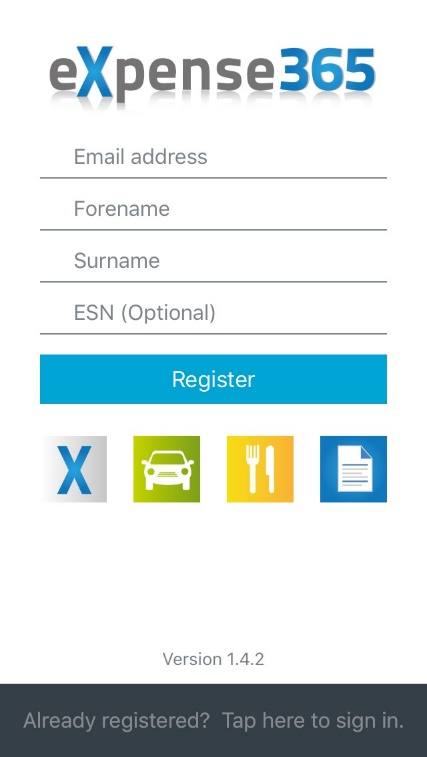 eXpense365
Email address
Forename
Surname
ESN (Optional)
Register
X
Version 1.4.2
Already registered? Tap here to sign in.